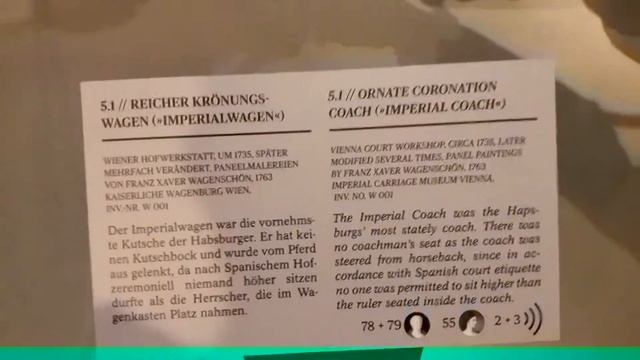 5.1 // REICHER KRÖNUNGS-
WAGEN (»IMPERIALWAGEN«)
WIENER HOFWERKSTATT, UM 1735, SPÄTER
MEHRFACH VERÄNDERT, PANEELMALEREIEN
VON FRANZ XAVER WAGENSCHÖN, 1763
KAISERLICHE WAGENBURG WIEN,
INV.-NR. W 001
Der Imperialwagen war die vornehms-
te Kutsche der Habsburger. Er hat kei-
nen Kutschbock und wurde vom Pferd
aus gelenkt, da nach Spanischem Hof-
zeremoniell niemand höher sitzen
durfte als die Herrscher, die im Wa-
genkasten Platz nahmen.
5.1 // ORNATE CORONATION
COACH (»IMPERIAL COACH«)
VIENNA COURT WORKSHOP, CIRCA 1735, LATER
MODIFIED SEVERAL TIMES, PANEL PAINTINGS
BY FRANZ XAVER WAGENSCHÖN, 1763
IMPERIAL CARRIAGE MUSEUM VIENNA,
INV. NO. W 001
The Imperial Coach was the Haps-
burgs' most stately coach. There was
no coachman's seat as the coach was
steered from horseback, since in ac-
cordance with Spanish court etiquette
no one was permitted to sit higher than
the ruler seated inside the coach.
78 + 79 55 2 + 3